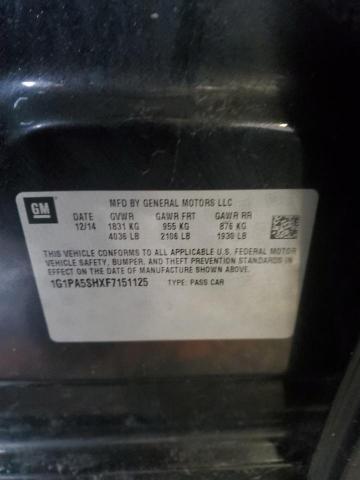 GM
MFD BY GENERAL MOTORS LLC
DATE GVWR GAWR FRT GAWR RR
12/14 1831 KG 955 KG 876 KG
4036 LB 2106 LB 1930 LB
THIS VEHICLE CONFORMS TO ALL APPLICABLE U.S. FEDERAL MOTOR
VEHICLE SAFETY, BUMPER, AND THEFT PREVENTION STANDARDS IN
EFFECT ON THE DATE OF MANUFACTURE SHOWN ABOVE.
1G1PA5SHXF7151125 TYPE: PASS CAR